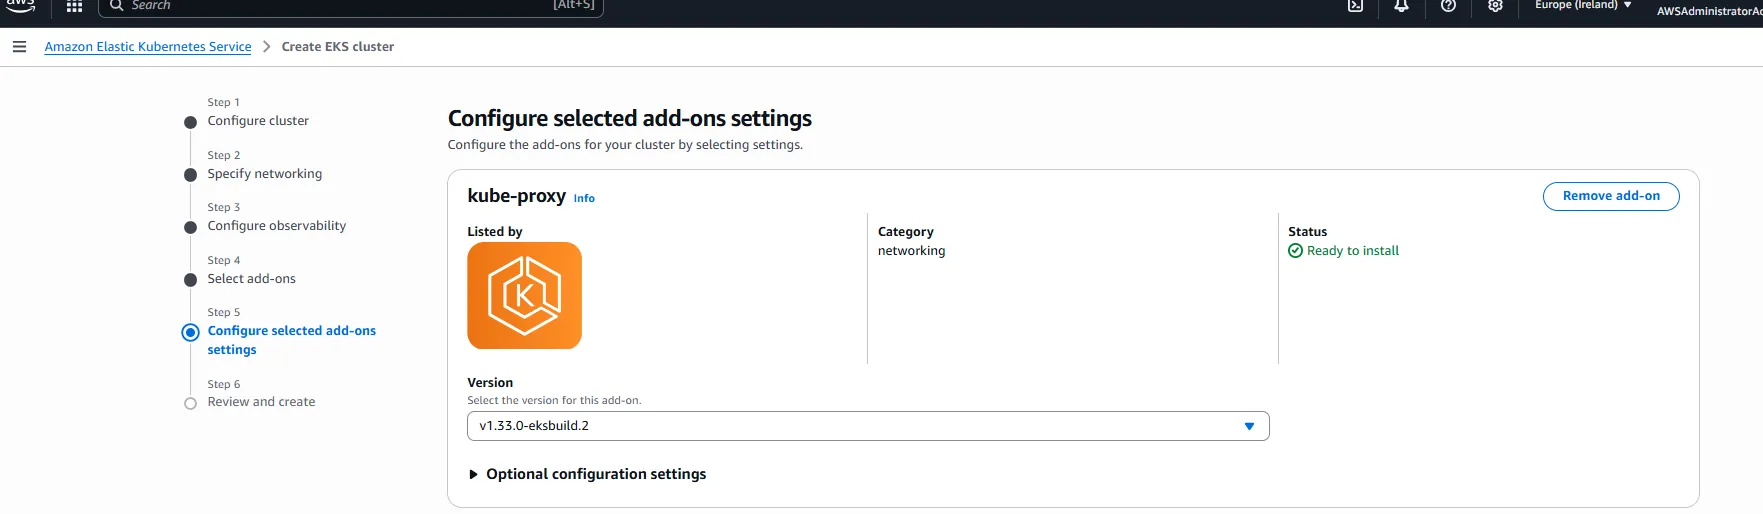 aws
Search
[Alt+S]
Europe (Ireland)
AWSAdministratorAc
Amazon Elastic Kubernetes Service > Create EKS cluster
Step 1
Configure cluster
Step 2
Specify networking
Step 3
Configure observability
Step 4
Select add-ons
Step 5
Configure selected add-ons
settings
Step 6
Review and create
Configure selected add-ons settings
Configure the add-ons for your cluster by selecting settings.
kube-proxy Info
Remove add-on
Listed by
K
Category
networking
Status
Ready to install
Version
Select the version for this add-on.
v1.33.0-eksbuild.2
Optional configuration settings